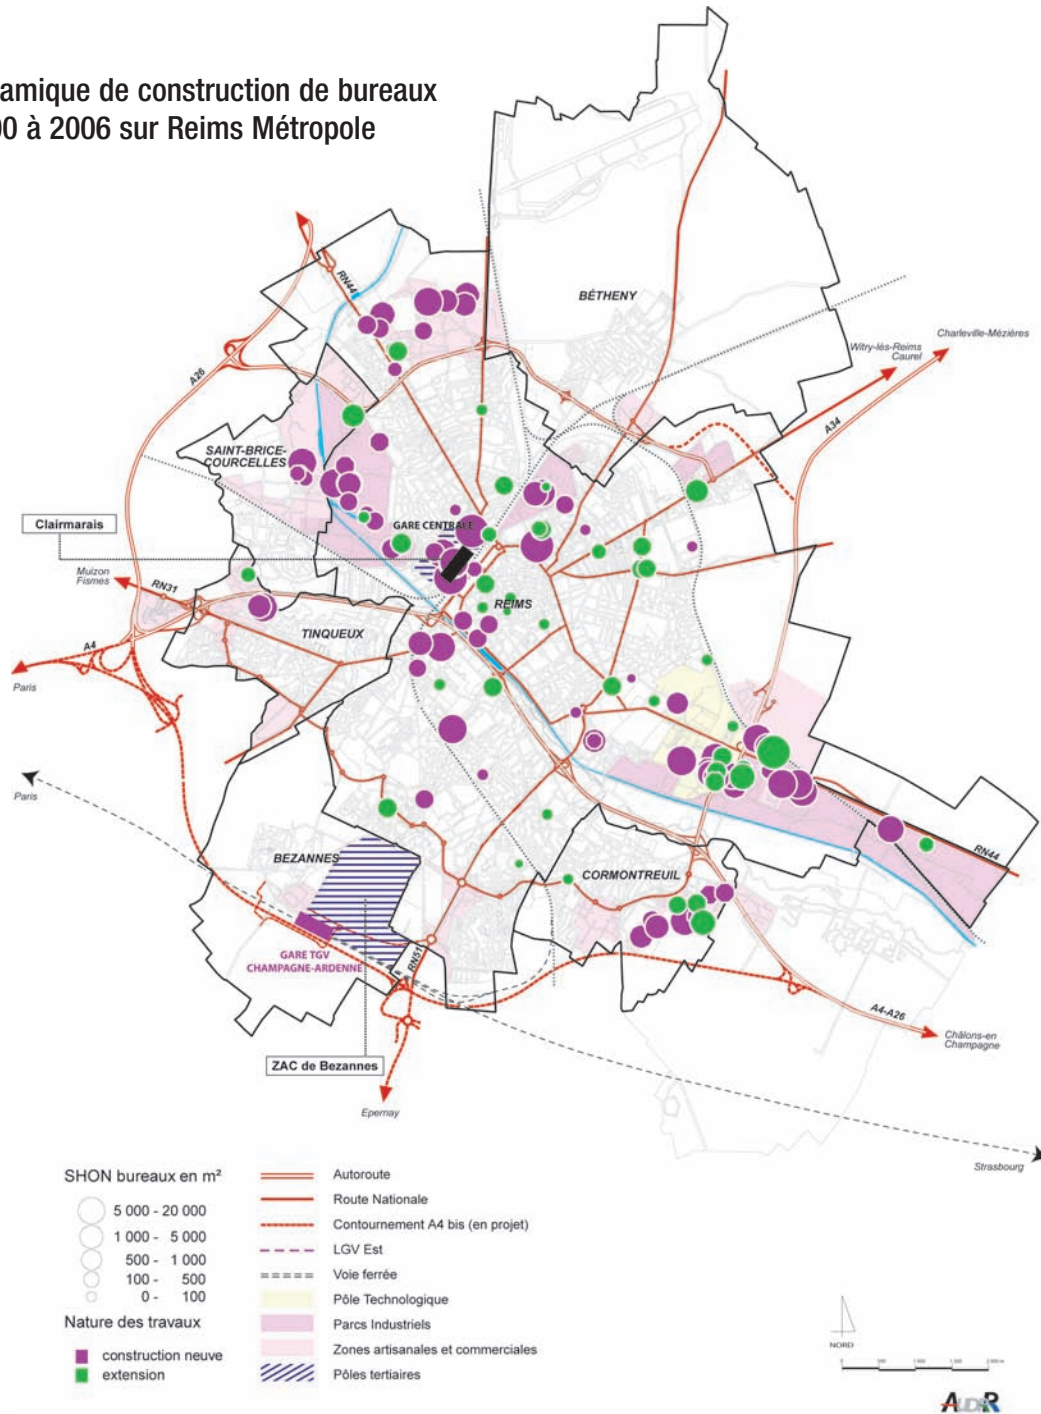 amique de construction de bureaux
00 à 2006 sur Reims Métropole
BÉTHENY
Charleville-Mézières
Witry-lès-Reims
Caurel
RN44
A26
A34
SAINT-BRICE-
COURCELLES
Clairmarais
GARE CENTRALE
Muizon
Fismes
RN31
REIMS
TINQUEUX
A4
Paris
Paris
BEZANNES
CORMONTREUIL
RN44
GARE TGV
CHAMPAGNE-ARDENNE
RN51
A4-A26
Châlons-en
Champagne
ZAC de Bezannes
Epernay
Strasbourg
SHON bureaux en m²
5 000 - 20 000
1 000 - 5 000
500 - 1 000
100 - 500
0 - 100
Nature des travaux
construction neuve
extension
Autoroute
Route Nationale
Contournement A4 bis (en projet)
LGV Est
Voie ferrée
Pôle Technologique
Parcs Industriels
Zones artisanales et commerciales
Pôles tertiaires
NORD
AUDRR